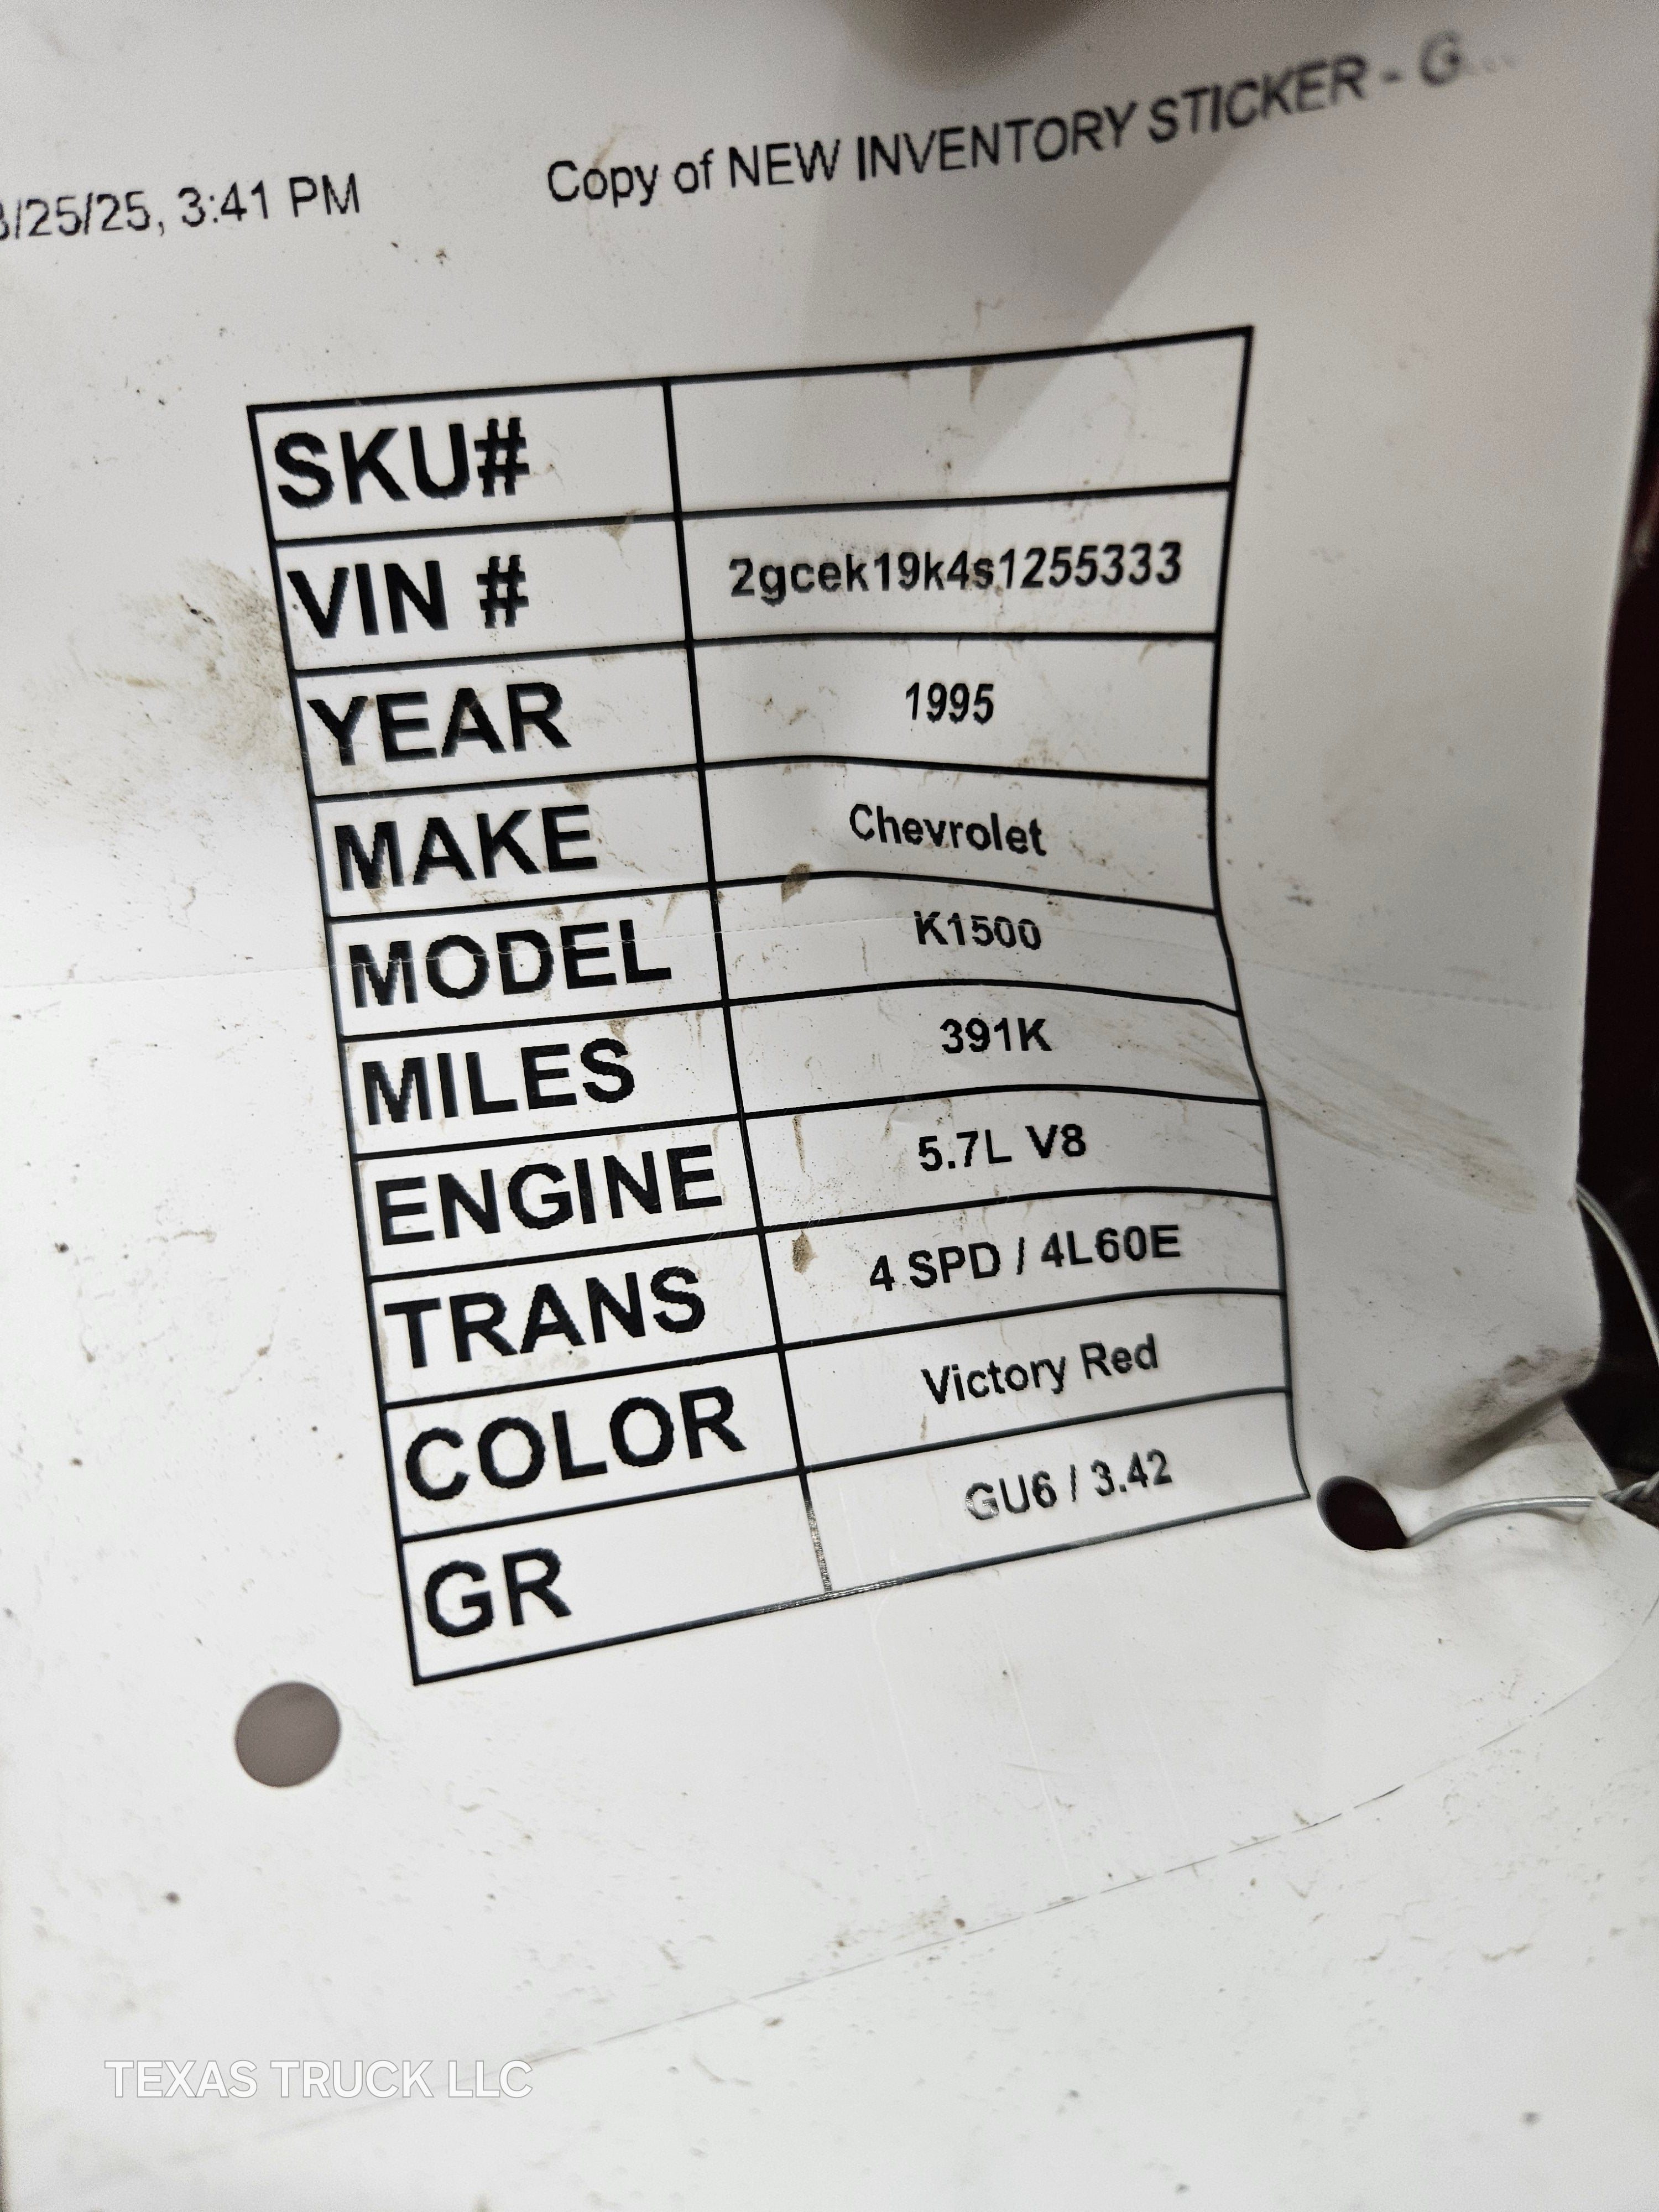 /25/25, 3:41 PM
Copy of NEW INVENTORY STICKER - G...
SKU#
VIN # 2gcek19k4s1255333
YEAR 1995
MAKE Chevrolet
MODEL K1500
MILES 391K
ENGINE 5.7L V8
TRANS 4 SPD / 4L60E
COLOR Victory Red
GR GU6 / 3.42
TEXAS TRUCK LLC